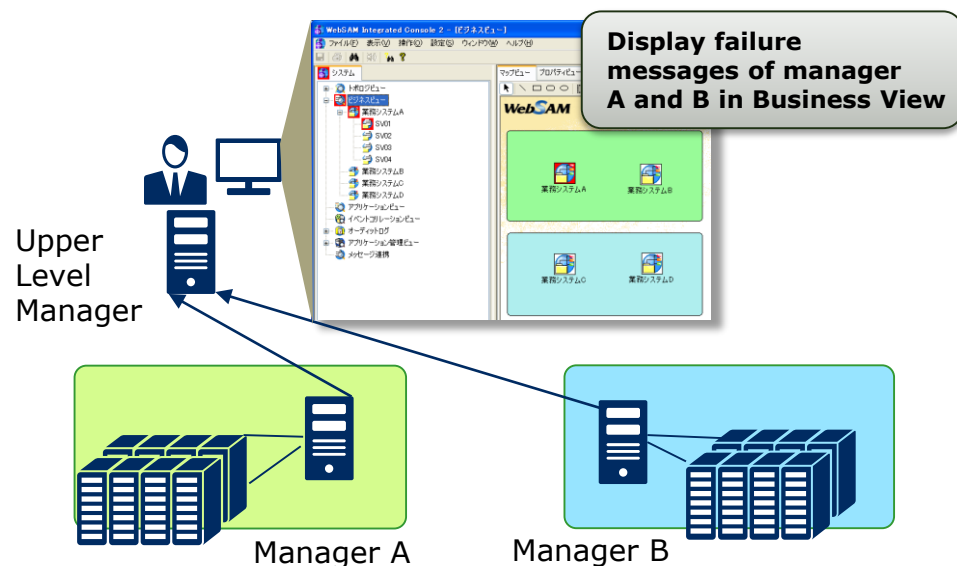 WebSAM Integrated Console 2 - [ビジネスビュー]
ファイル(F) 表示(V) 操作(O) 設定(S) ウィンドウ(W) ヘルプ(H)
システム
トポロジビュー
ビジネスビュー
業務システムA
SV01
SV02
SV03
SV04
業務システムB
業務システムC
業務システムD
アプリケーションビュー
イベントコリレーションビュー
オーディットログ
アプリケーション管理ビュー
メッセージ連携
マップビュー プロパティビュー
WebSAM
業務システムA 業務システムB
業務システムC 業務システムD
Display failure
messages of manager
A and B in Business View
Upper
Level
Manager
Manager A
Manager B